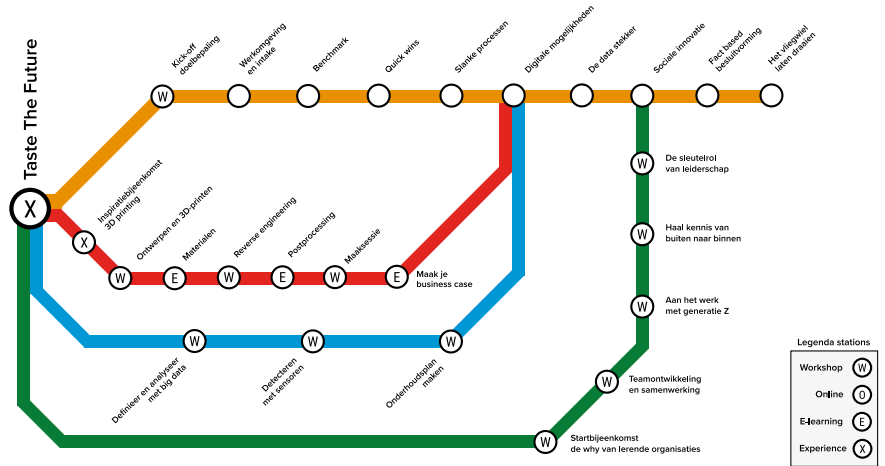 Taste The Future
X
Kick-off
doelbepaling
W
Werkomgeving
en intake
Benchmark
Quick wins
Slanke processen
Digitale mogelijkheden
De data stekker
Sociale innovatie
Fact based
besluitvorming
Het vliegwiel
laten draaien
Inspiratiebijeenkomst
3D printing
X
Ontwerpen en 3D-printen
W
Materialen
E
Reverse engineering
W
Postprocessing
E
Maaksessie
W
E
Maak je
business case
W
Definieer en analyseer
met big data
W
Detecteren
met sensoren
W
Onderhoudsplan
maken
W
De sleutelrol
van leiderschap
W
Haal kennis van
buiten naar binnen
W
Aan het werk
met generatie Z
W
Teamontwikkeling
en samenwerking
W
Startbijeenkomst
de why van lerende organisaties
Legenda stations
Workshop W
Online O
E-learning E
Experience X